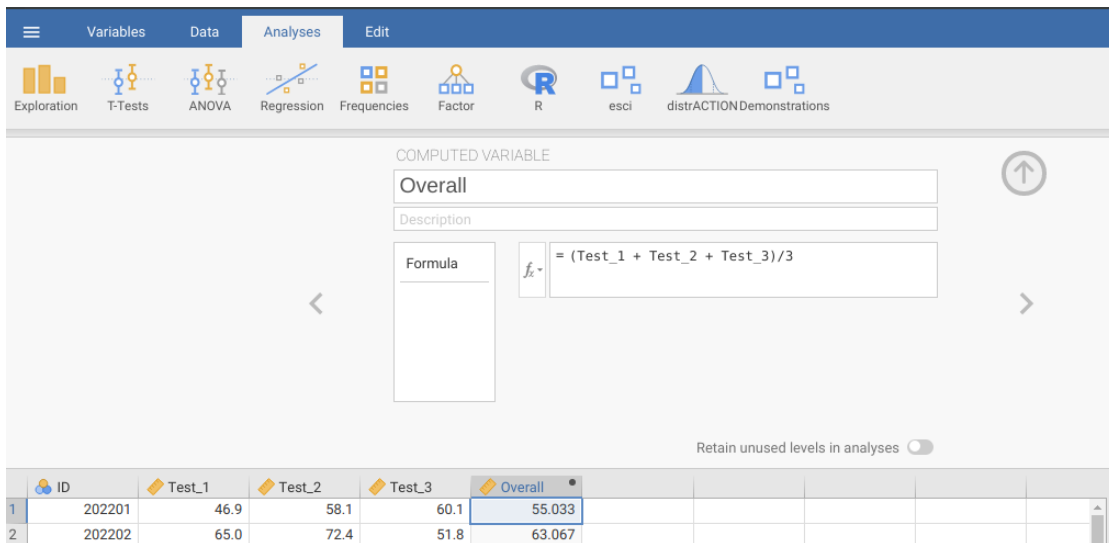 Variables Data Analyses Edit
Exploration T-Tests ANOVA Regression Frequencies Factor R esci distrACTION Demonstrations
COMPUTED VARIABLE
Overall
Description
Formula fx = (Test_1 + Test_2 + Test_3)/3
Retain unused levels in analyses
ID Test_1 Test_2 Test_3 Overall
1 202201 46.9 58.1 60.1 55.033
2 202202 65.0 72.4 51.8 63.067